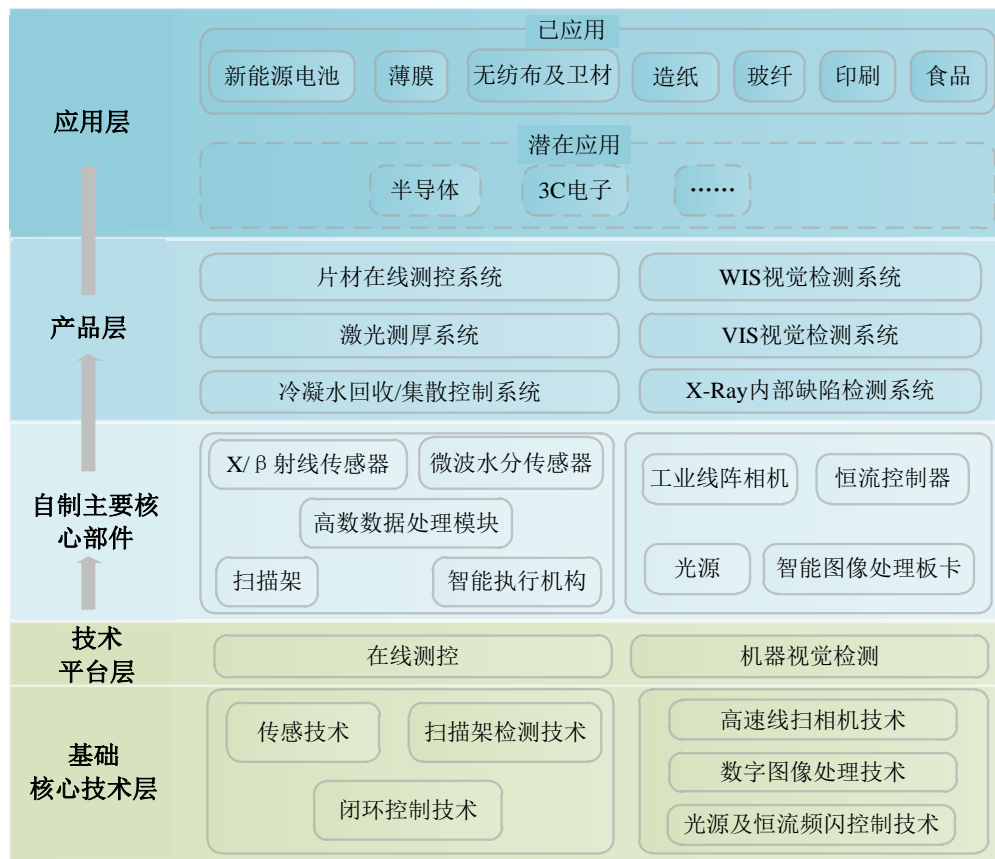 应用层
已应用
新能源电池
薄膜
无纺布及卫材
造纸
玻纤
印刷
食品
潜在应用
半导体
3C电子
······
产品层
片材在线测控系统
WIS视觉检测系统
激光测厚系统
VIS视觉检测系统
冷凝水回收/集散控制系统
X-Ray内部缺陷检测系统
自制主要核
心部件
X/β射线传感器
微波水分传感器
高数数据处理模块
扫描架
智能执行机构
工业线阵相机
恒流控制器
光源
智能图像处理板卡
技术
平台层
在线测控
机器视觉检测
基础
核心技术层
传感技术
扫描架检测技术
闭环控制技术
高速线扫相机技术
数字图像处理技术
光源及恒流频闪控制技术